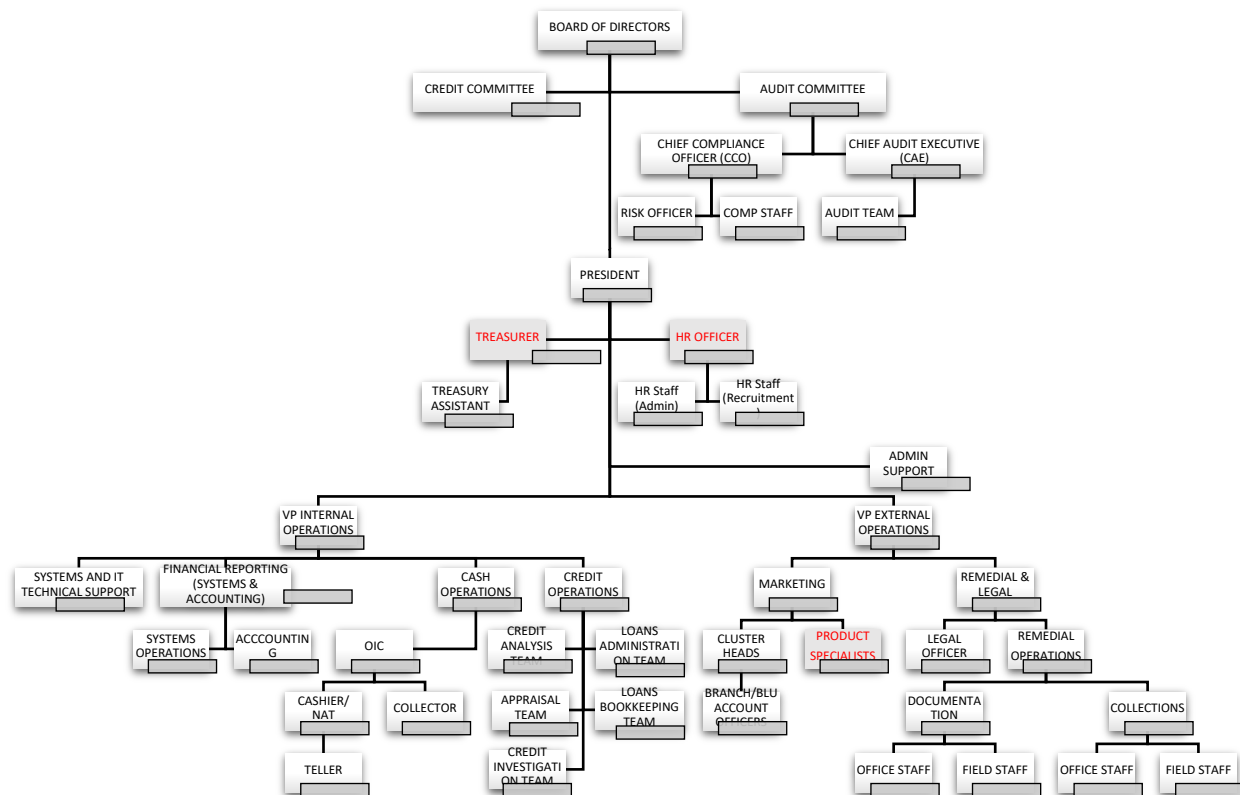 BOARD OF DIRECTORS
CREDIT COMMITTEE
AUDIT COMMITTEE
CHIEF COMPLIANCE
OFFICER (CCO)
CHIEF AUDIT EXECUTIVE
(CAE)
RISK OFFICER
COMP STAFF
AUDIT TEAM
PRESIDENT
TREASURER
HR OFFICER
TREASURY
ASSISTANT
HR Staff
(Admin)
HR Staff
(Recruitment
)
ADMIN
SUPPORT
VP INTERNAL
OPERATIONS
VP EXTERNAL
OPERATIONS
SYSTEMS AND IT
TECHNICAL SUPPORT
FINANCIAL REPORTING
(SYSTEMS &
ACCOUNTING)
CASH
OPERATIONS
CREDIT
OPERATIONS
MARKETING
REMEDIAL &
LEGAL
SYSTEMS
OPERATIONS
ACCCOUNTIN
G
OIC
CREDIT
ANALYSIS
TEAM
LOANS
ADMINISTRATI
ON TEAM
CLUSTER
HEADS
PRODUCT
SPECIALISTS
LEGAL
OFFICER
REMEDIAL
OPERATIONS
CASHIER/
NAT
COLLECTOR
APPRAISAL
TEAM
LOANS
BOOKKEEPING
TEAM
BRANCH/BLU
ACCOUNT
OFFICERS
DOCUMENTA
TION
COLLECTIONS
TELLER
CREDIT
INVESTIGATI
ON TEAM
OFFICE STAFF
FIELD STAFF
OFFICE STAFF
FIELD STAFF